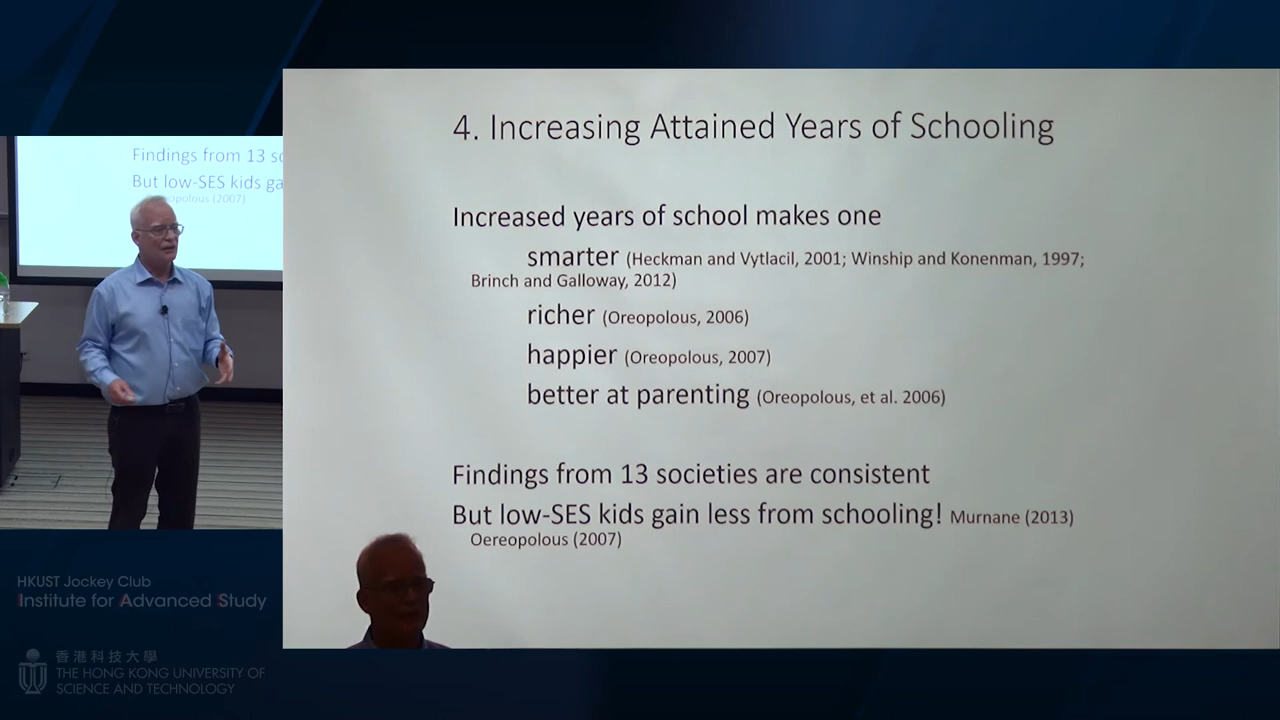 4. Increasing Attained Years of Schooling
Increased years of school makes one
smarter (Heckman and Vytlacil, 2001; Winship and Konenman, 1997;
Brinch and Galloway, 2012)
richer (Oreopolous, 2006)
happier (Oreopolous, 2007)
better at parenting (Oreopolous, et al. 2006)
Findings from 13 societies are consistent
But low-SES kids gain less from schooling! Murnane (2013)
Oereopolous (2007)
Findings from 13
But low-SES kids
(2007)
HKUST Jockey Club
Institute for Advanced Study
香港科技大學
THE HONG KONG UNIVERSITY OF
SCIENCE AND TECHNOLOGY